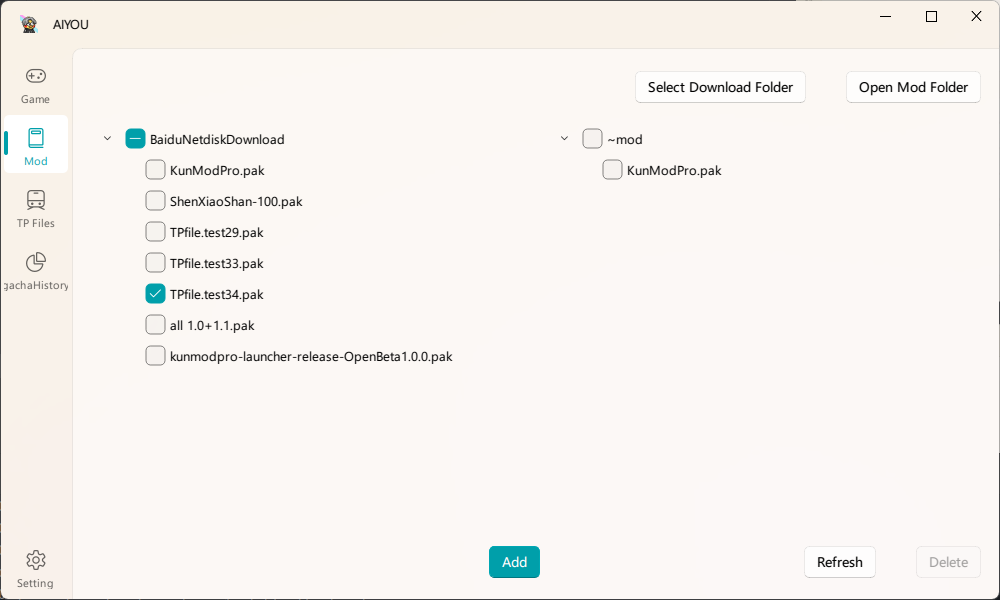 AIYOU
Game
Mod
TP Files
gachaHistory
Setting
Select Download Folder
Open Mod Folder
BaiduNetdiskDownload
KunModPro.pak
ShenXiaoShan-100.pak
TPfile.test29.pak
TPfile.test33.pak
TPfile.test34.pak
all 1.0+1.1.pak
kunmodpro-launcher-release-OpenBeta1.0.0.pak
~mod
KunModPro.pak
Add
Refresh
Delete